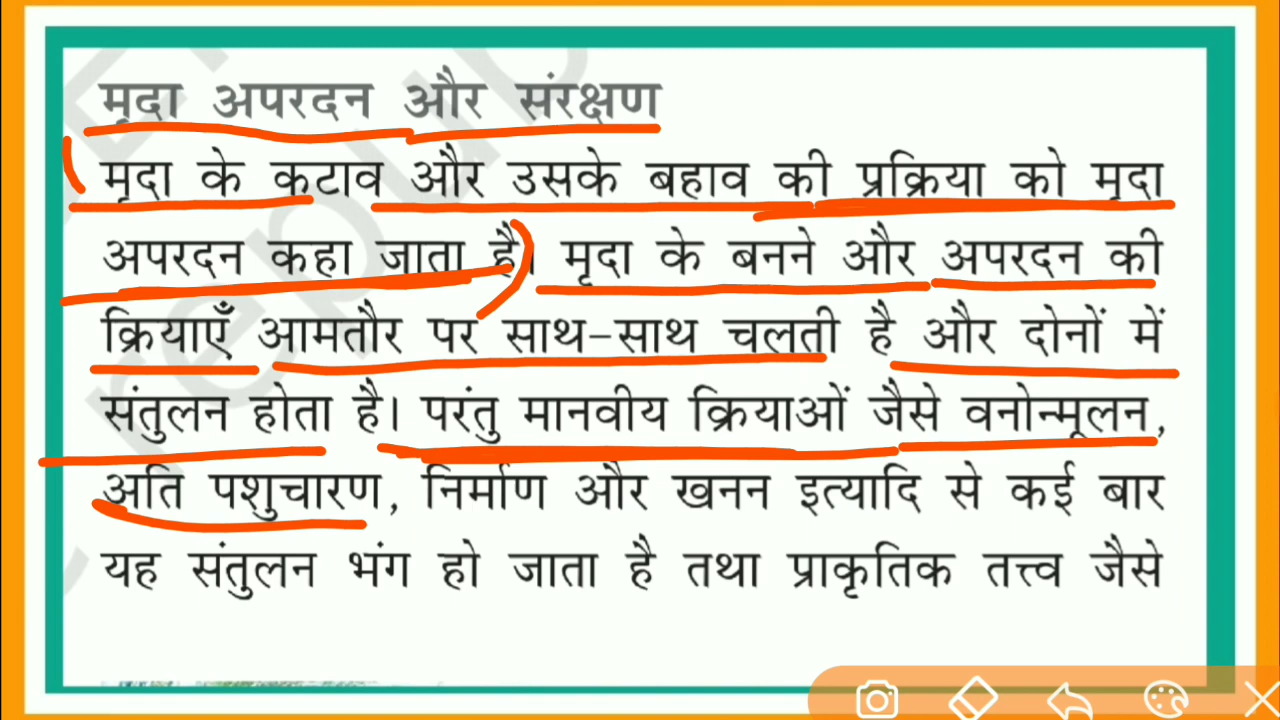 मृदा अपरदन और संरक्षण
मृदा के कटाव और उसके बहाव की प्रक्रिया को मृदा
अपरदन कहा जाता है। मृदा के बनने और अपरदन की
क्रियाएँ आमतौर पर साथ-साथ चलती है और दोनों में
संतुलन होता है। परंतु मानवीय क्रियाओं जैसे वनोन्मूलन,
अति पशुचारण, निर्माण और खनन इत्यादि से कई बार
यह संतुलन भंग हो जाता है तथा प्राकृतिक तत्त्व जैसे